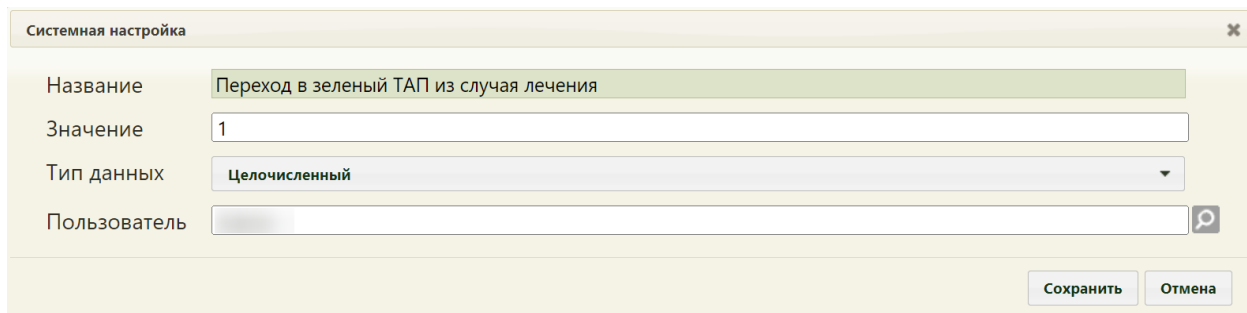 Системная настройка
Название Переход в зеленый ТАП из случая лечения
Значение 1
Тип данных Целочисленный
Пользователь
Сохранить Отмена